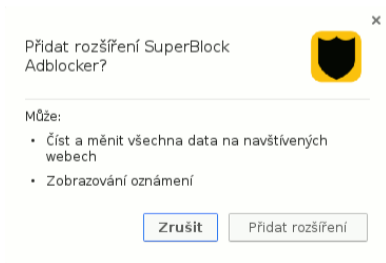 Přidat rozšíření SuperBlock
Adblocker?
Může:
• Číst a měnit všechna data na navštívených
webech
• Zobrazování oznámení
Zrušit
Přidat rozšíření